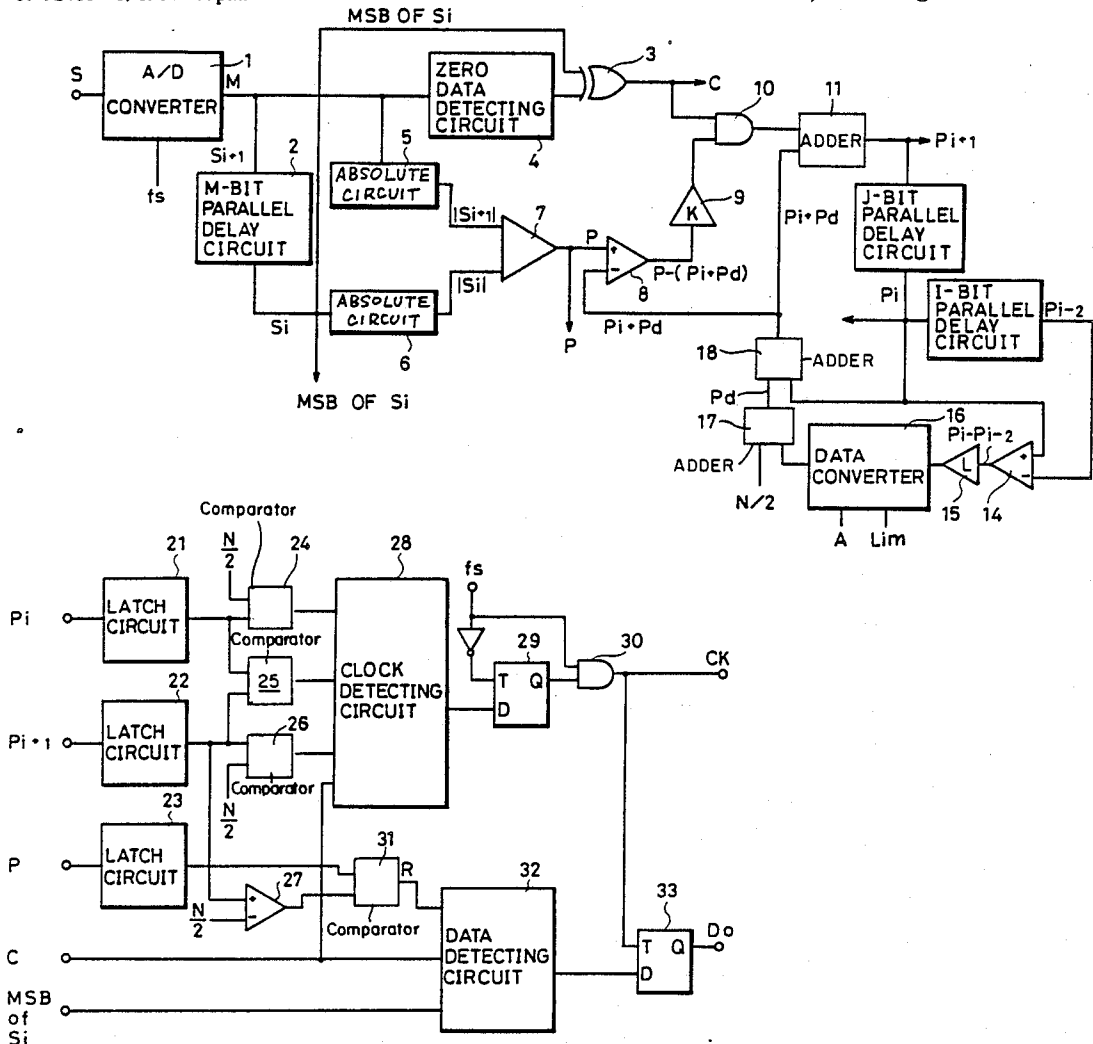 MSB OF Si
S
A/D
CONVERTER
1
M
fs
Si+1
2
M-BIT
PARALLEL
DELAY
CIRCUIT
Si
ZERO
DATA
DETECTING
CIRCUIT
4
3
C
5
ABSOLUTE
CIRCUIT
|Si+1|
7
ABSOLUTE
CIRCUIT
6
|Si|
MSB OF Si
P
P
+
-
8
P-(Pi+Pd)
Pi+Pd
K
9
10
11
ADDER
Pi+1
Pi+Pd
J-BIT
PARALLEL
DELAY
CIRCUIT
Pi
I-BIT
PARALLEL
DELAY
CIRCUIT
Pi-2
18
ADDER
Pd
17
ADDER
N/2
16
DATA
CONVERTER
A
Lim
L
15
Pi-Pi-2
+
-
14
Pi
21
LATCH
CIRCUIT
Comparator
N/2
24
Comparator
25
Pi+1
22
LATCH
CIRCUIT
26
Comparator
N/2
28
CLOCK
DETECTING
CIRCUIT
fs
29
T Q
D
30
CK
P
23
LATCH
CIRCUIT
N/2
+
-
27
31
R
Comparator
32
DATA
DETECTING
CIRCUIT
33
T Q
D
Do
C
MSB
of
Si